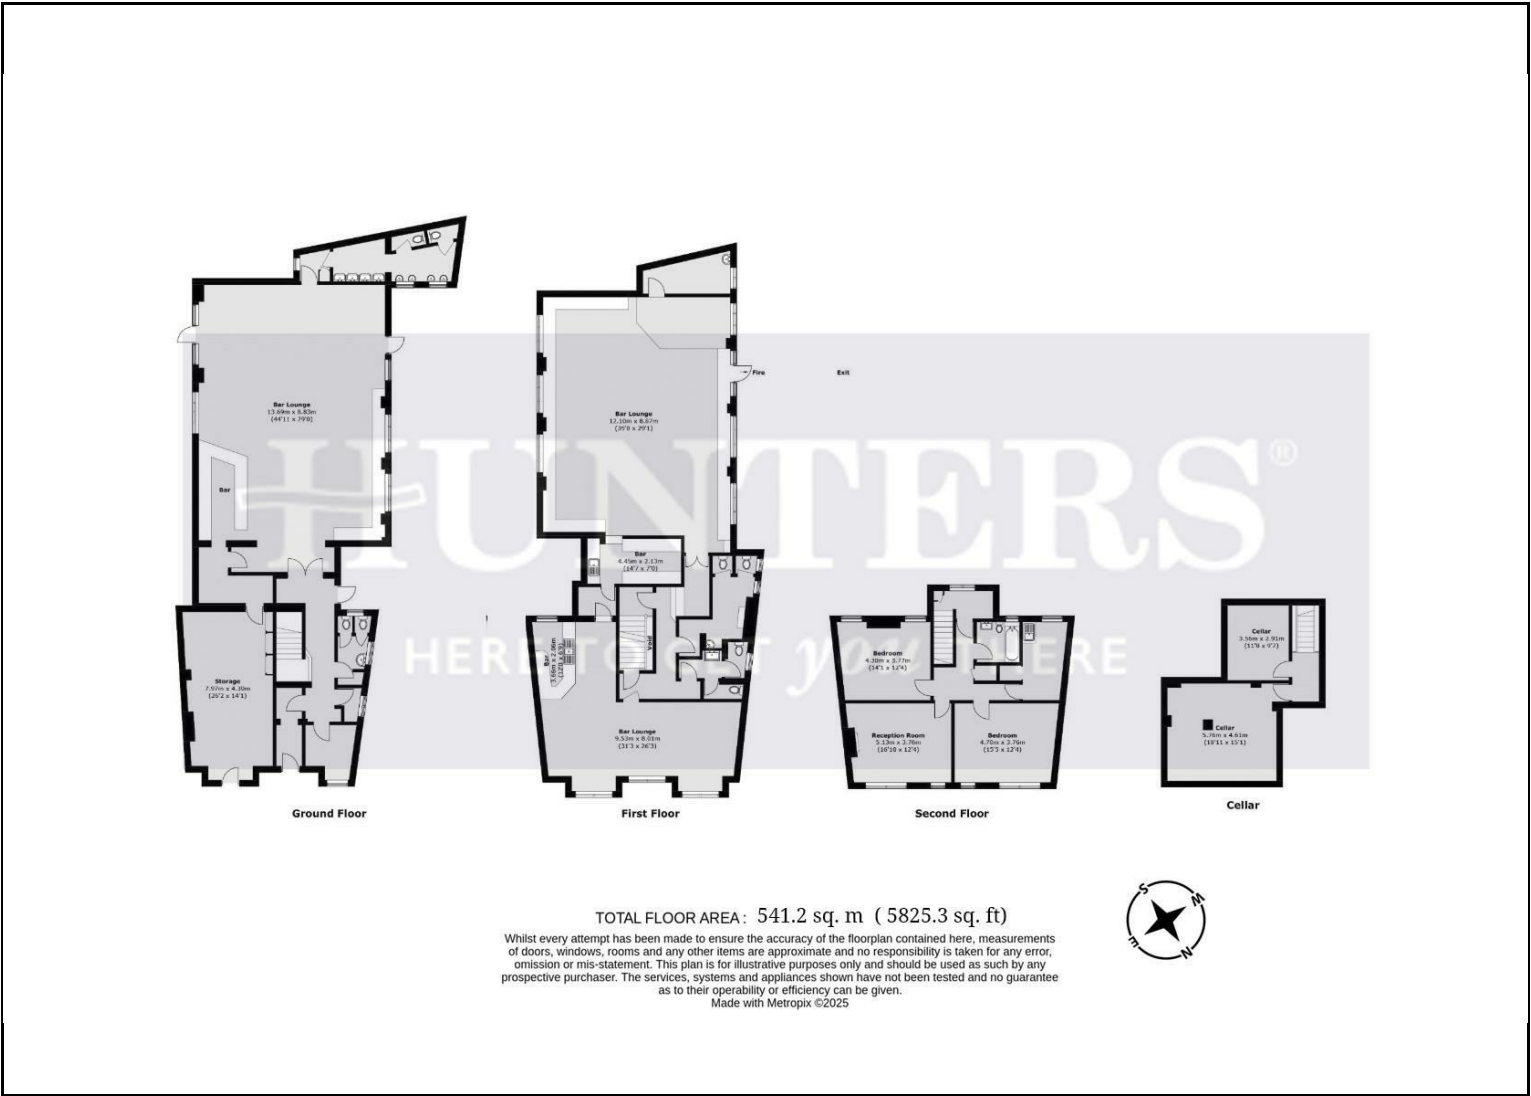 Bar Lounge
13.69m x 8.83m
(44'11 x 29'0)
Bar
Storage
7.97m x 4.30m
(26'2 x 14'1)
Ground Floor
Fire
Exit
Bar Lounge
12.10m x 8.87m
(39'8 x 29'1)
Bar
4.45m x 2.13m
(14'7 x 7'0)
Void
Bar
3.66m x 2.06m
(12'0 x 6'9)
Bar Lounge
9.53m x 8.01m
(31'3 x 26'3)
First Floor
Bedroom
4.30m x 3.77m
(14'1 x 12'4)
Reception Room
5.13m x 3.76m
(16'10 x 12'4)
Bedroom
4.70m x 3.76m
(15'5 x 12'4)
Second Floor
Cellar
3.56m x 2.91m
(11'8 x 9'7)
Cellar
5.76m x 4.61m
(18'11 x 15'1)
Cellar
HUNTERS®
HERE TO GET you THERE
S
W
E
N
TOTAL FLOOR AREA : 541.2 sq. m ( 5825.3 sq. ft)
Whilst every attempt has been made to ensure the accuracy of the floorplan contained here, measurements
of doors, windows, rooms and any other items are approximate and no responsibility is taken for any error,
omission or mis-statement. This plan is for illustrative purposes only and should be used as such by any
prospective purchaser. The services, systems and appliances shown have not been tested and no guarantee
as to their operability or efficiency can be given.
Made with Metropix ©2025